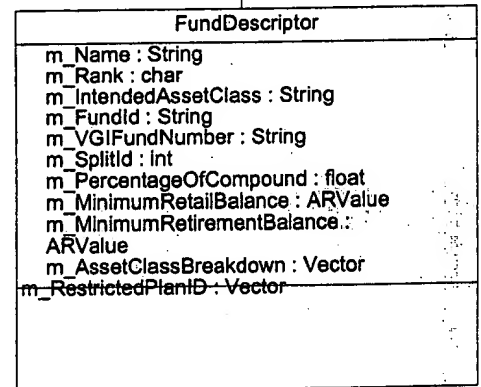 FundDescriptor
m_Name : String
m_Rank : char
m_IntendedAssetClass : String
m_FundId : String
m_VGIFundNumber : String
m_SplitId : int
m_PercentageOfCompound : float
m_MinimumRetailBalance : ARValue
m_MinimumRetirementBalance :
ARValue
m_AssetClassBreakdown : Vector
m_RestrictedPlanID : Vector